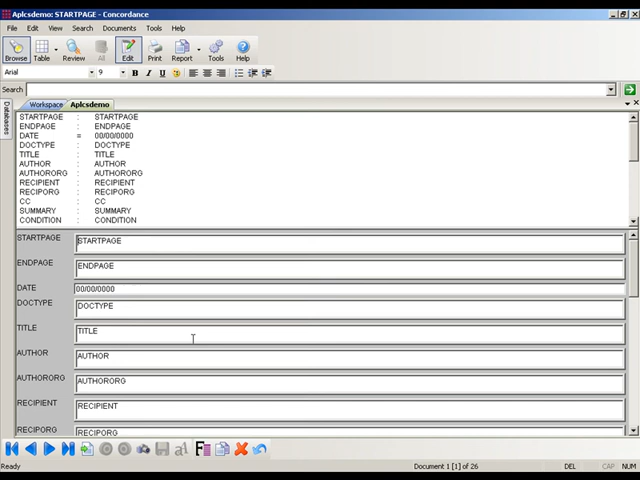 Aplcsdemo: STARTPAGE - Concordance
File Edit View Search Documents Tools Help
Browse Table Review All Edit Print Report Tools Help
Arial 9 B I U
Search
Workspace Aplcsdemo
Databases
STARTPAGE : STARTPAGE
ENDPAGE : ENDPAGE
DATE = 00/00/0000
DOCTYPE : DOCTYPE
TITLE : TITLE
AUTHOR : AUTHOR
AUTHORORG : AUTHORORG
RECIPIENT : RECIPIENT
RECIPORG : RECIPORG
CC : CC
SUMMARY : SUMMARY
CONDITION : CONDITION
STARTPAGE STARTPAGE
ENDPAGE ENDPAGE
DATE 00/00/0000
DOCTYPE DOCTYPE
TITLE TITLE
AUTHOR AUTHOR
AUTHORORG AUTHORORG
RECIPIENT RECIPIENT
RECIPORG RECIPORG
Ready Document 1 [1] of 26 DEL CAP NUM